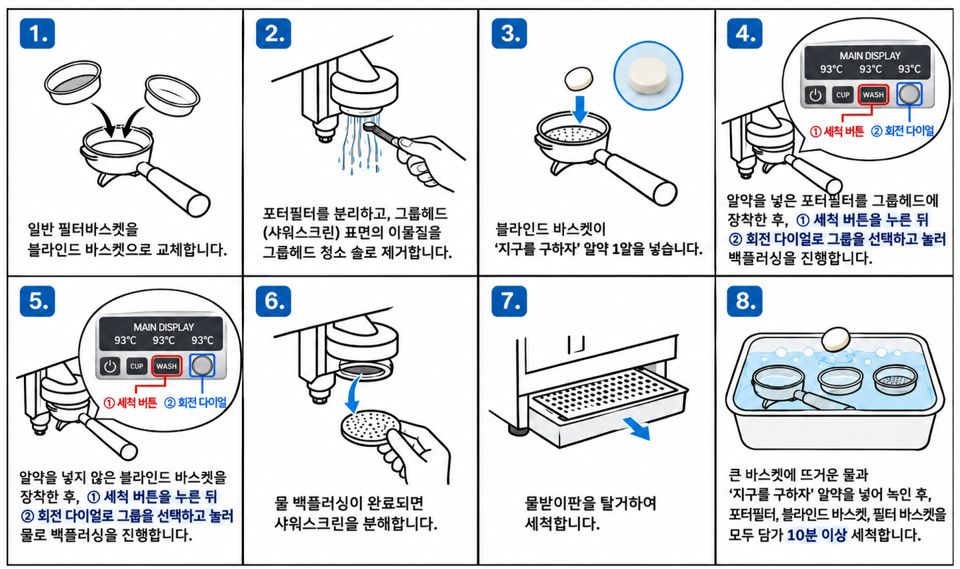 1.
일반 필터바스켓을
블라인드 바스켓으로 교체합니다.
2.
포터필터를 분리하고, 그룹헤드
(샤워스크린) 표면의 이물질을
그룹헤드 청소 솔로 제거합니다.
3.
블라인드 바스켓이
‘지구를 구하자’ 알약 1알을 넣습니다.
4.
MAIN DISPLAY
93°C 93°C 93°C
CUP WASH
① 세척 버튼 ② 회전 다이얼
알약을 넣은 포터필터를 그룹헤드에
장착한 후, ① 세척 버튼을 누른 뒤
② 회전 다이얼로 그룹을 선택하고 눌러
백플러싱을 진행합니다.
5.
MAIN DISPLAY
93°C 93°C 93°C
CUP WASH
① 세척 버튼 ② 회전 다이얼
알약을 넣지 않은 블라인드 바스켓을
장착한 후, ① 세척 버튼을 누른 뒤
② 회전 다이얼로 그룹을 선택하고 눌러
물로 백플러싱을 진행합니다.
6.
물 백플러싱이 완료되면
샤워스크린을 분해합니다.
7.
물받이판을 탈거하여
세척합니다.
8.
큰 바스켓에 뜨거운 물과
‘지구를 구하자’ 알약을 넣어 녹인 후,
포터필터, 블라인드 바스켓, 필터 바스켓을
모두 담가 10분 이상 세척합니다.